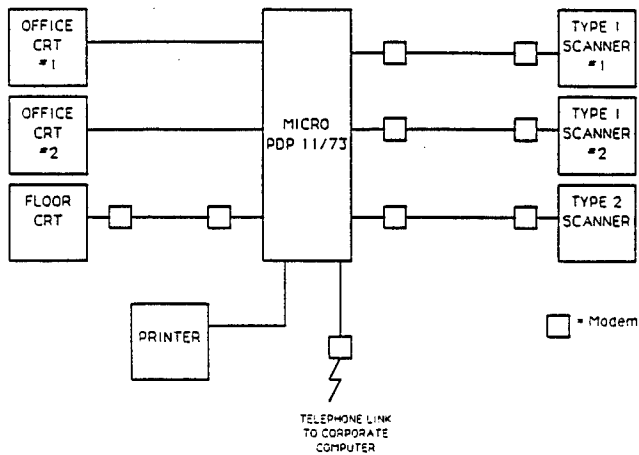 OFFICE
CRT
#1
OFFICE
CRT
#2
FLOOR
CRT
MICRO
PDP 11/73
TYPE 1
SCANNER
#1
TYPE 1
SCANNER
#2
TYPE 2
SCANNER
PRINTER
= Modem
TELEPHONE LINK
TO CORPORATE
COMPUTER